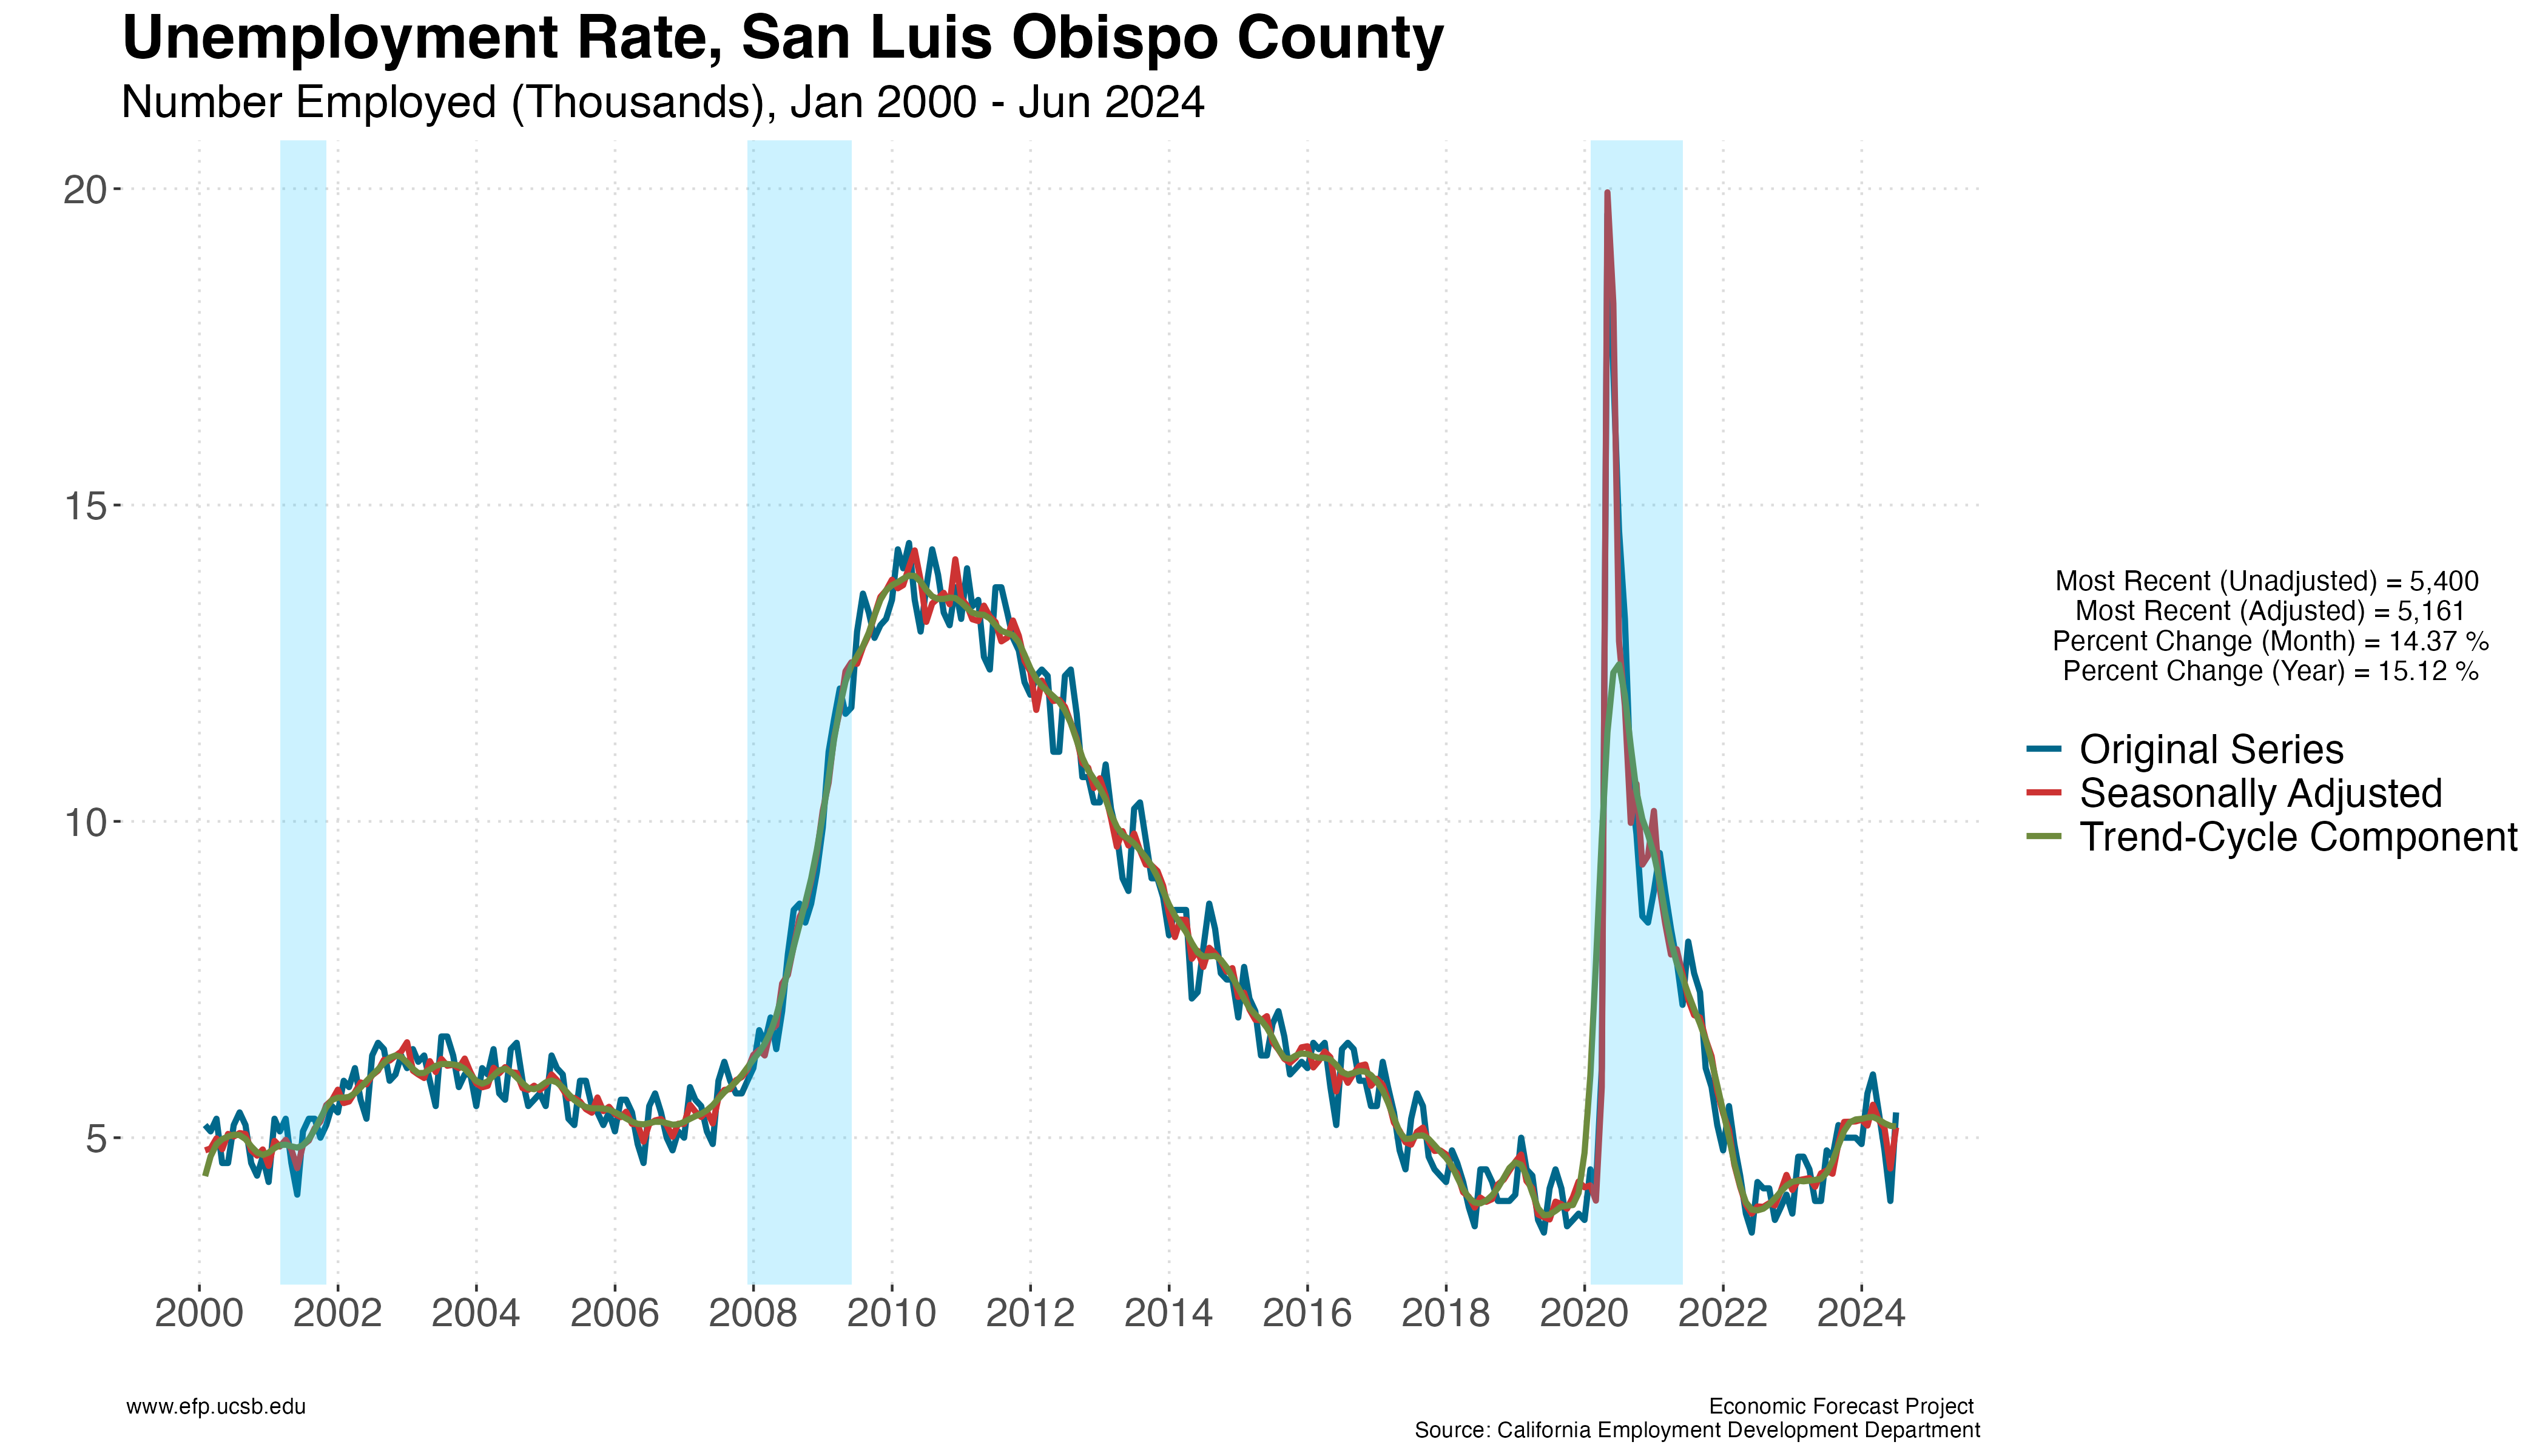 Unemployment Rate, San Luis Obispo County
Number Employed (Thousands), Jan 2000 - Jun 2024
20
15
10
5
2000 2002 2004 2006 2008 2010 2012 2014 2016 2018 2020 2022 2024
Most Recent (Unadjusted) = 5,400
Most Recent (Adjusted) = 5,161
Percent Change (Month) = 14.37 %
Percent Change (Year) = 15.12 %
Original Series
Seasonally Adjusted
Trend-Cycle Component
www.efp.ucsb.edu
Economic Forecast Project
Source: California Employment Development Department